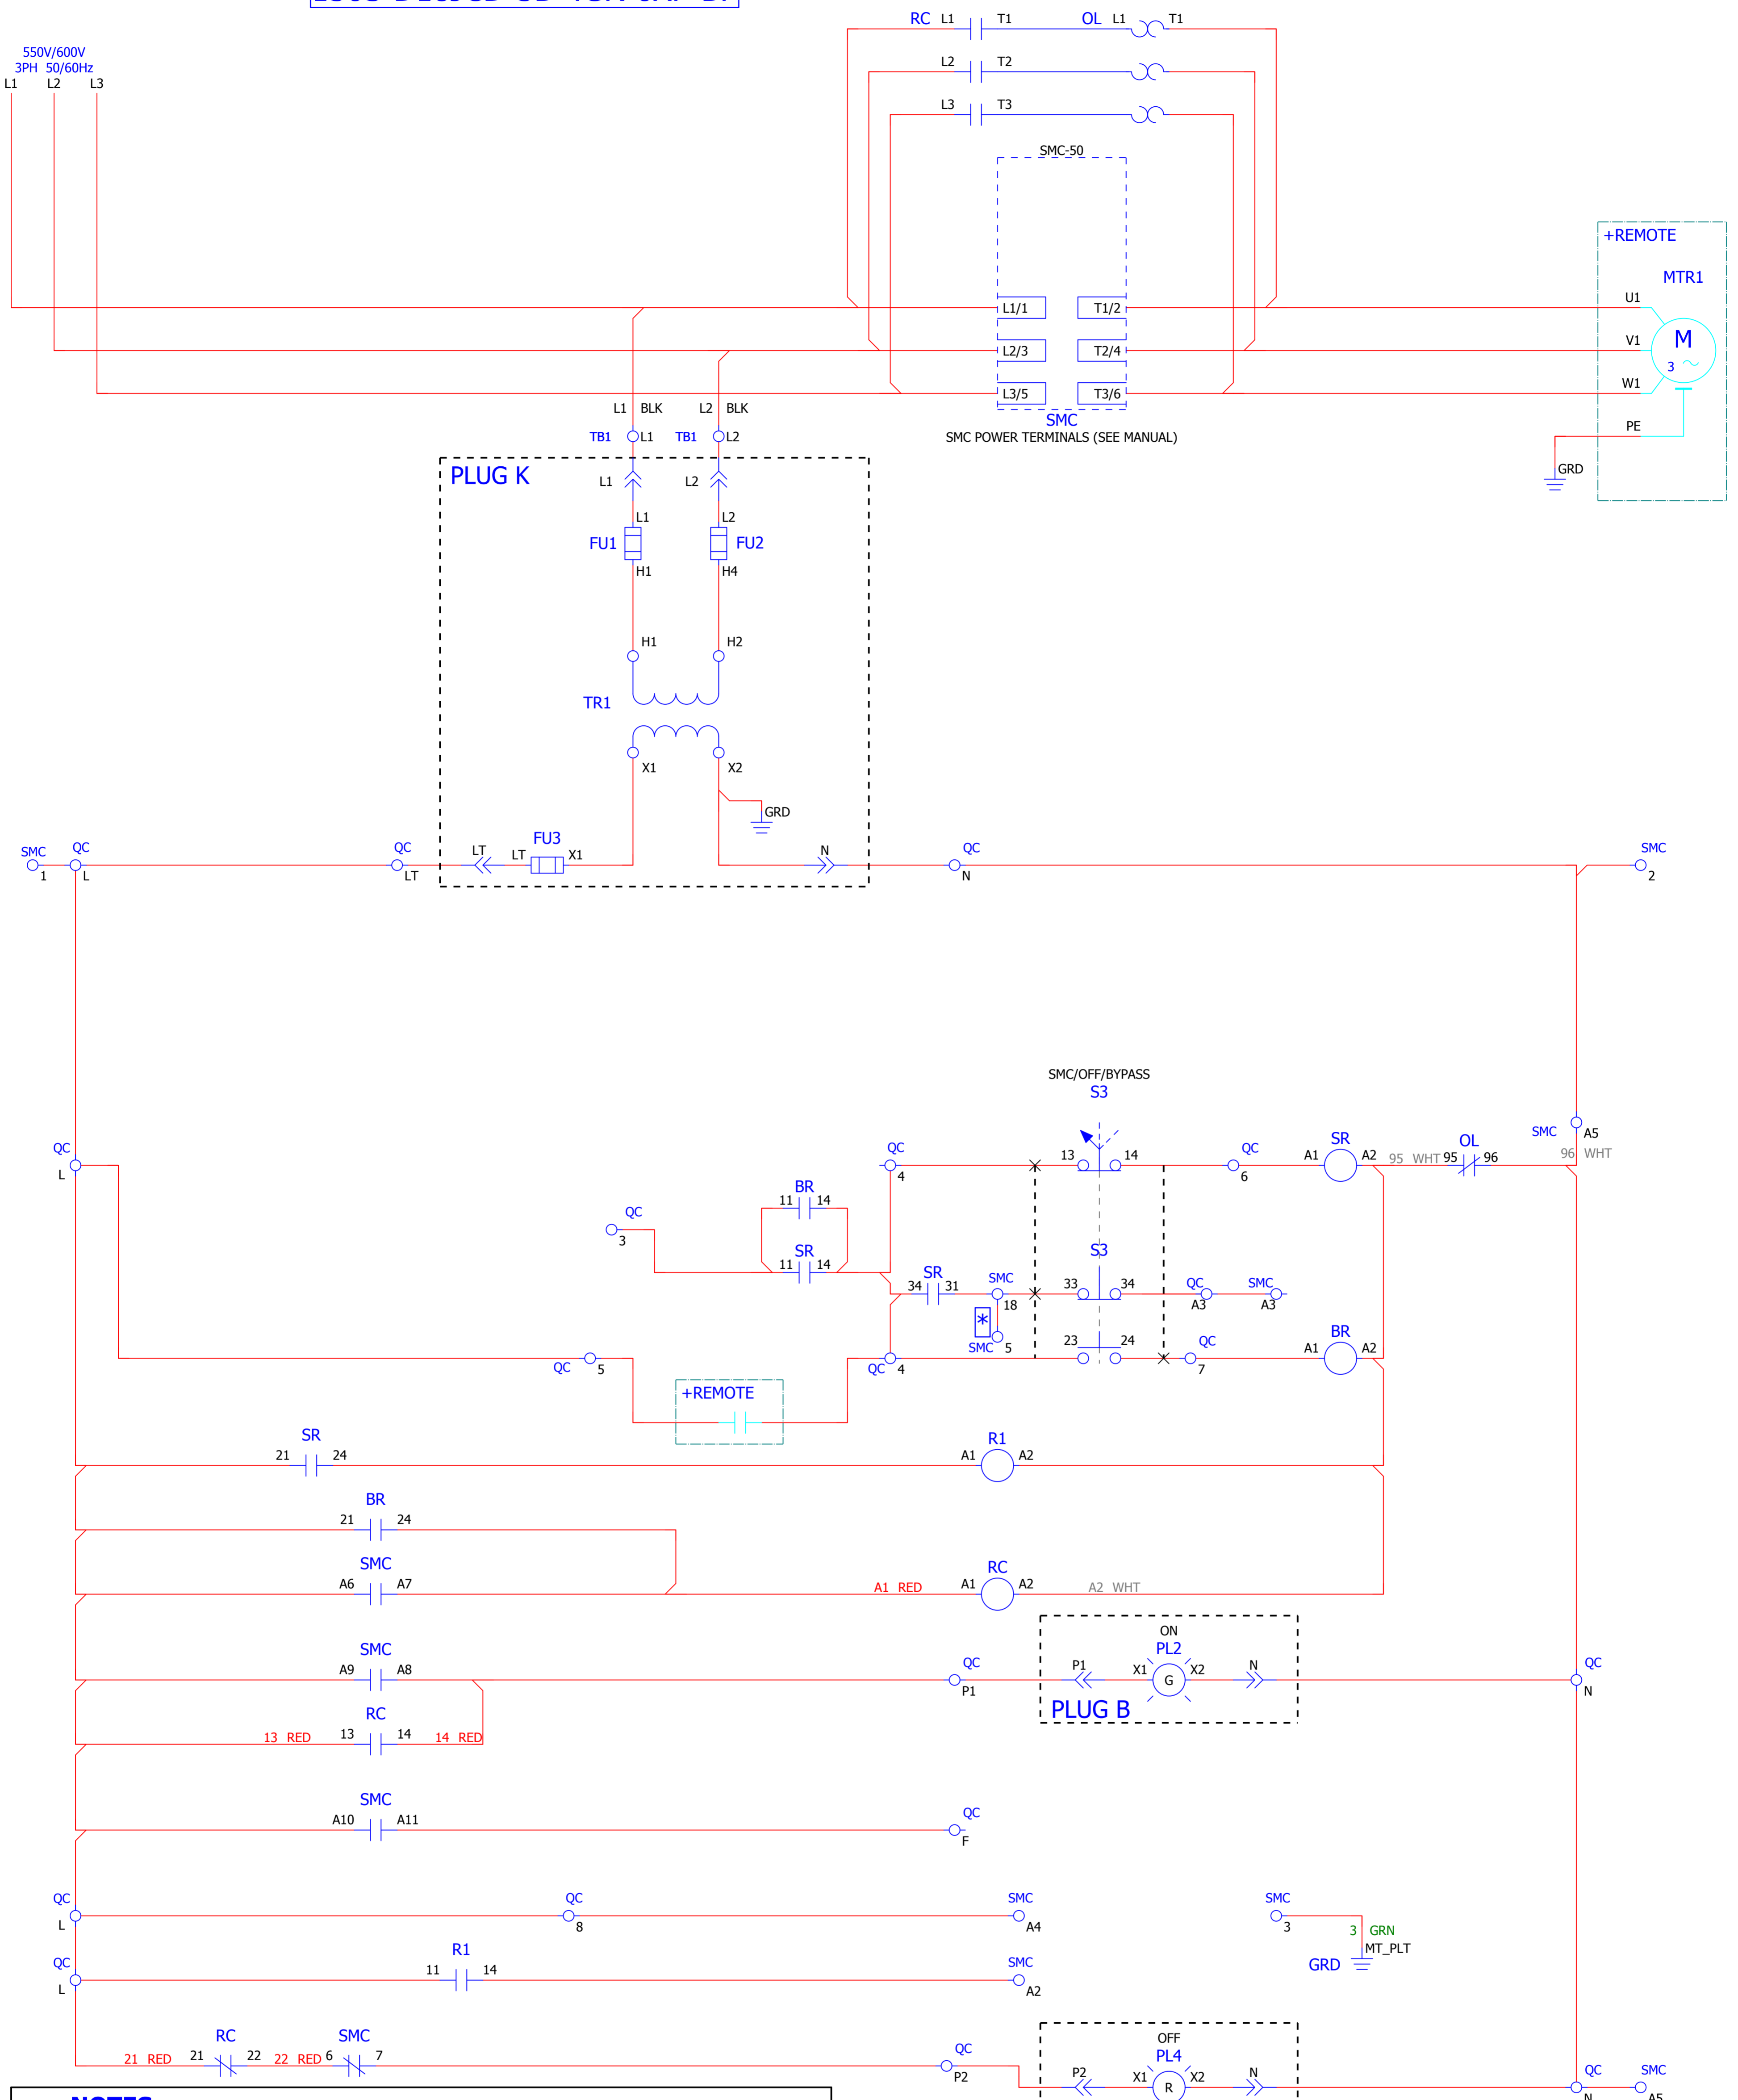 550V/600V
3PH 50/60Hz
L1 L2 L3
RC L1 T1 OL L1 T1
L2 T2
L3 T3
SMC-50
L1/1 T1/2
L2/3 T2/4
L3/5 T3/6
SMC
SMC POWER TERMINALS (SEE MANUAL)
+REMOTE
MTR1
U1
V1
W1
M
3
PE
GRD
L1 BLK L2 BLK
TB1 L1 TB1 L2
PLUG K
L1 L2
L1 L2
FU1 FU2
H1 H4
H1 H2
TR1
X1 X2
GRD
SMC QC QC
1 L LT
LT LT FU3 X1
N QC
N
SMC
2
SMC/OFF/BYPASS
S3
QC
L
QC
4
13 14
QC
6
SR
A1 A2
95 WHT 95 OL 96
96 WHT
SMC A5
BR
11 14
QC
3
SR
11 14
SR
34 31
SMC
18
*
SMC 5
S3
33 34
QC
A3
SMC
A3
23 24
QC
7
BR
A1 A2
QC 5
QC 4
+REMOTE
SR
21 24
R1
A1 A2
BR
21 24
SMC
A6 A7
A1 RED
RC
A1 A2
A2 WHT
SMC
A9 A8
QC
P1
ON
PL2
P1 X1 G X2 N
PLUG B
QC
N
RC
13 RED 13 14 14 RED
SMC
A10 A11
QC
F
QC
L
QC
8
SMC
A4
SMC
3
3 GRN
MT_PLT
GRD
QC
L
R1
11 14
SMC
A2
RC SMC
21 RED 21 22 22 RED 6 7
QC
P2
OFF
PL4
P2 X1 R X2 N
QC SMC
N A5
NOTES